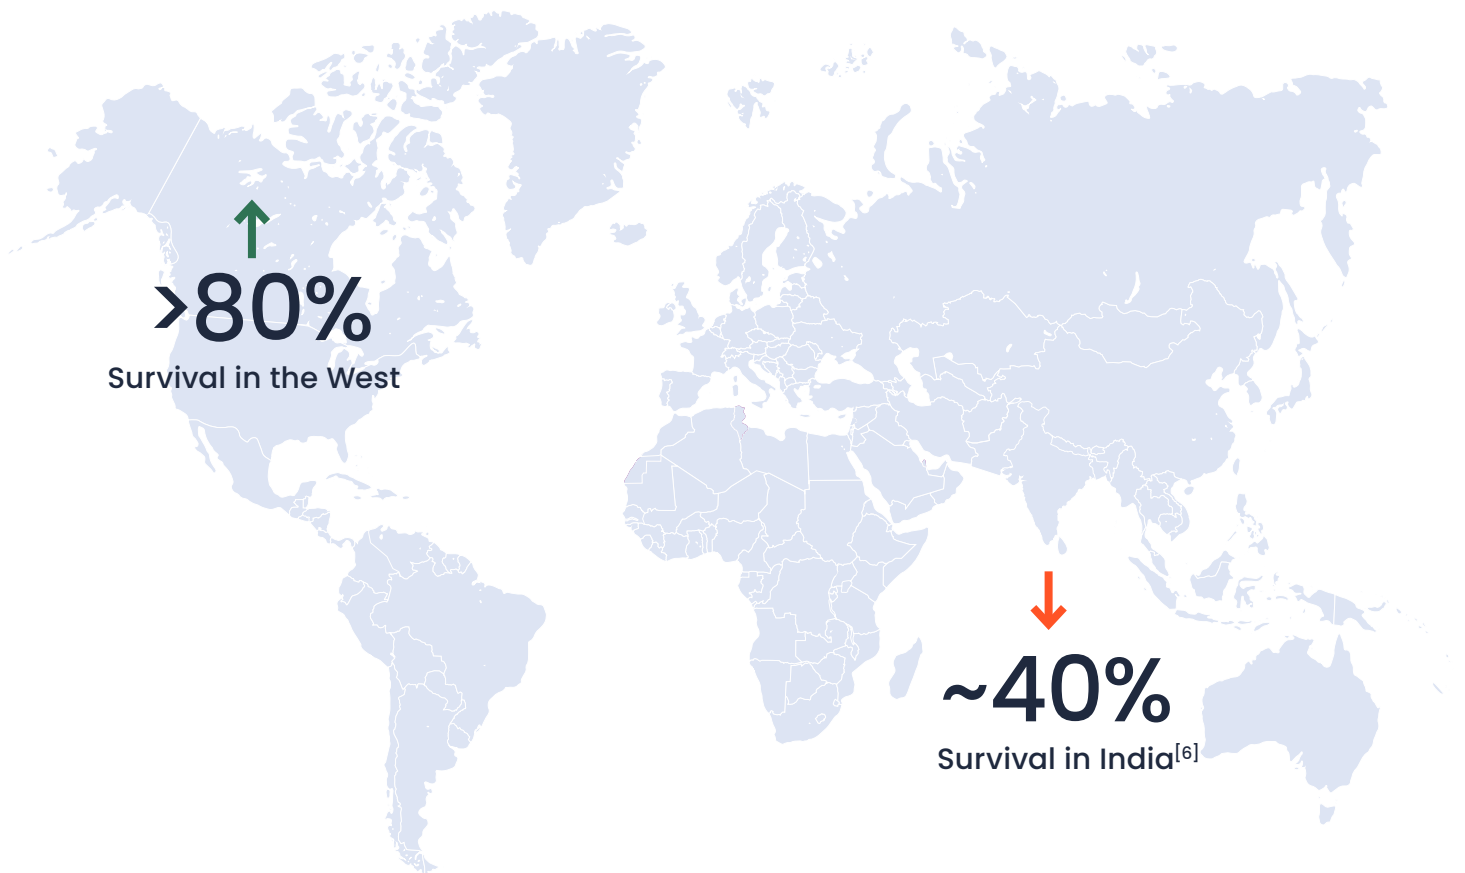 >80%
Survival in the West
~40%
Survival in India[6]